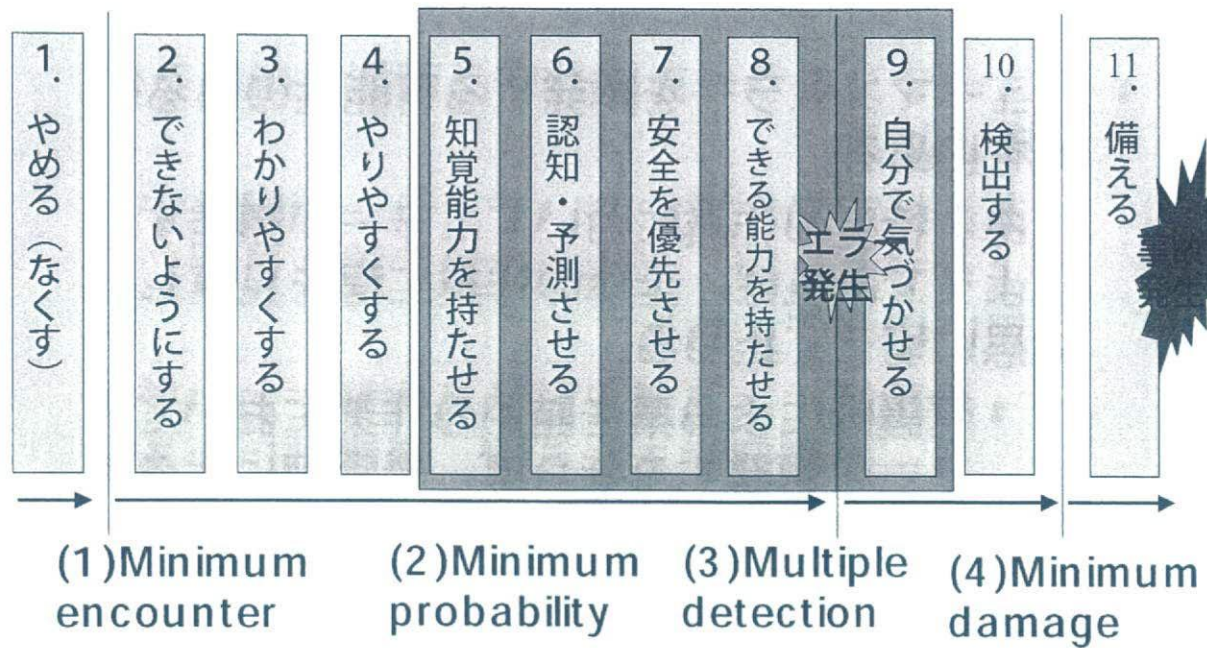 1. やめる（なくす）
2. できないようにする
3. わかりやすくする
4. やりやすくする
5. 知覚能力を持たせる
6. 認知・予測させる
7. 安全を優先させる
8. できる能力を持たせる
エラー
発生
9. 自分で気づかせる
10. 検出する
11. 備える
発生
(1)Minimum
encounter
(2)Minimum
probability
(3)Multiple
detection
(4)Minimum
damage